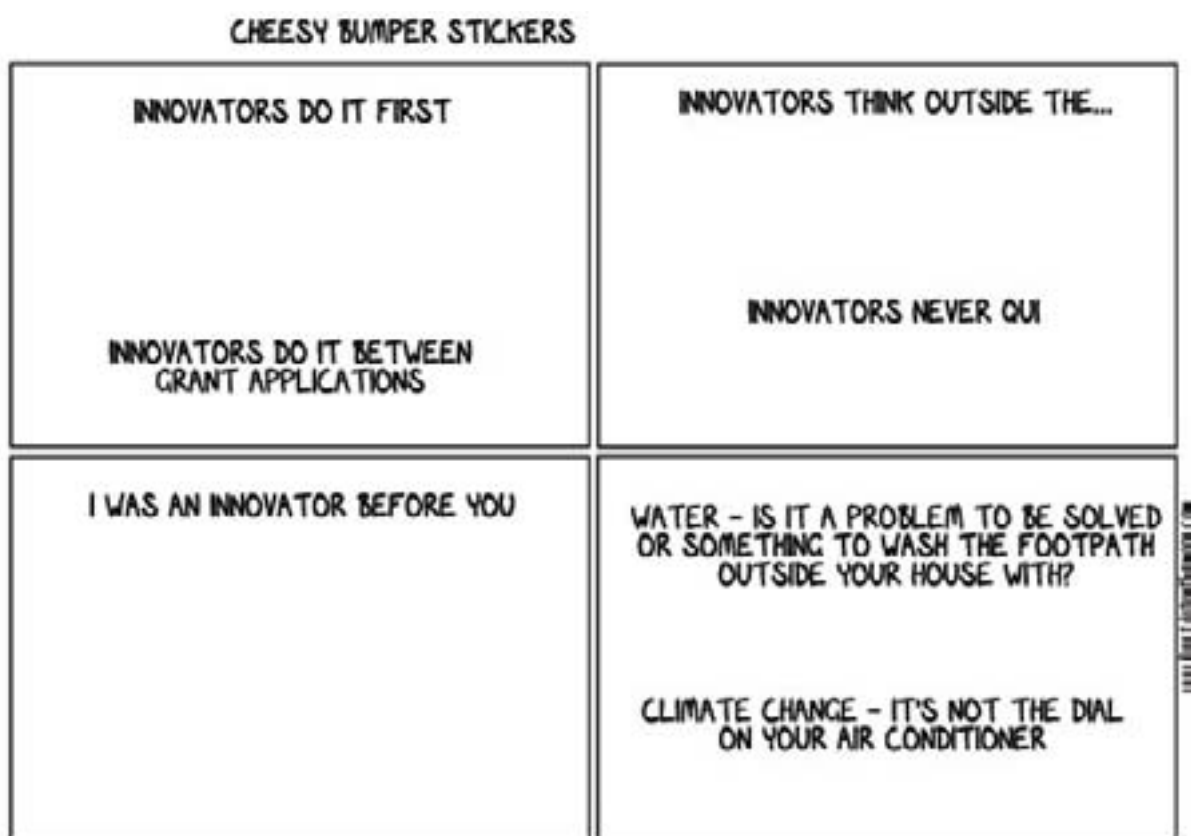 CHEESY BUMPER STICKERS
INNOVATORS DO IT FIRST
INNOVATORS DO IT BETWEEN
GRANT APPLICATIONS
INNOVATORS THINK OUTSIDE THE...
INNOVATORS NEVER QUI
I WAS AN INNOVATOR BEFORE YOU
WATER - IS IT A PROBLEM TO BE SOLVED
OR SOMETHING TO WASH THE FOOTPATH
OUTSIDE YOUR HOUSE WITH?
CLIMATE CHANGE - IT'S NOT THE DIAL
ON YOUR AIR CONDITIONER